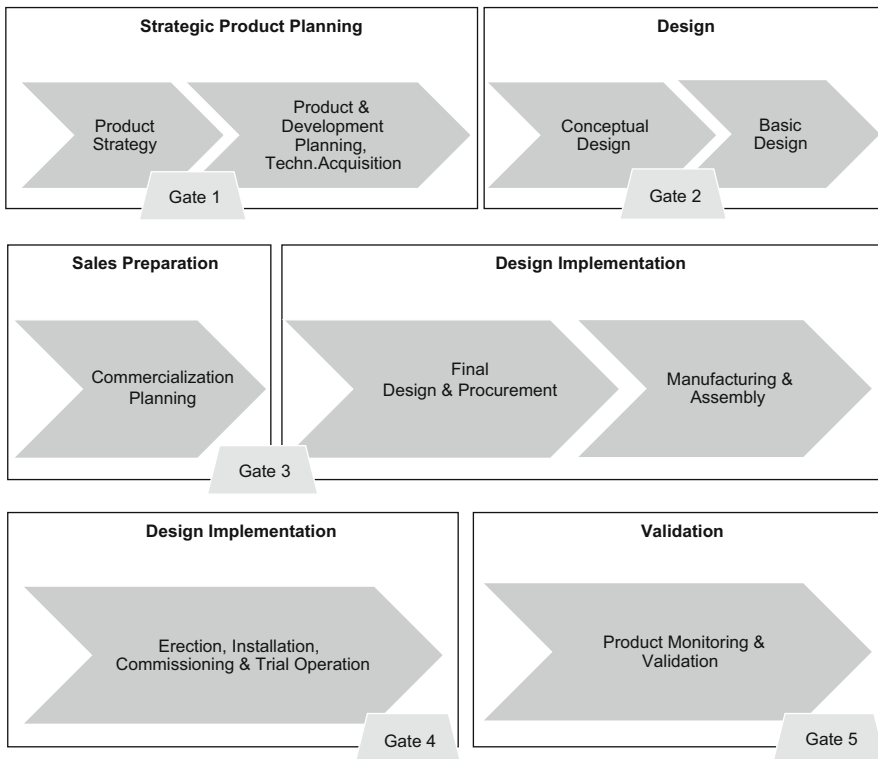 Strategic Product Planning
Product
Strategy
Product &
Development
Planning,
Techn.Acquisition
Gate 1
Design
Conceptual
Design
Basic
Design
Gate 2
Sales Preparation
Commercialization
Planning
Gate 3
Design Implementation
Final
Design & Procurement
Manufacturing &
Assembly
Design Implementation
Erection, Installation,
Commissioning & Trial Operation
Gate 4
Validation
Product Monitoring &
Validation
Gate 5